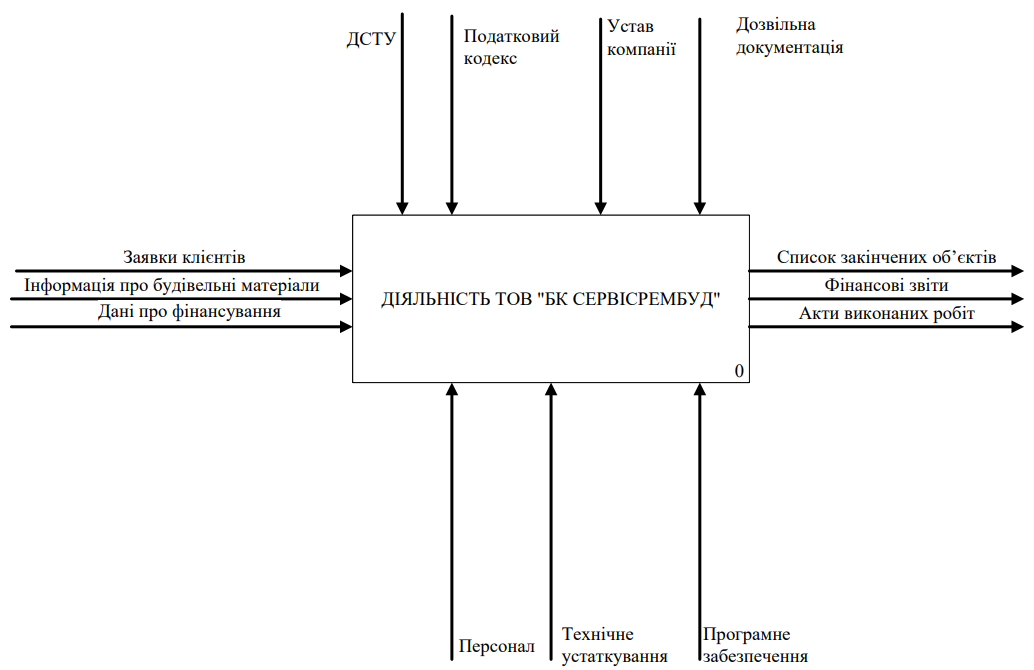 ДСТУ
Податковий
кодекс
Устав
компанії
Дозвільна
документація
Заявки клієнтів
Інформація про будівельні матеріали
Дані про фінансування
ДІЯЛЬНІСТЬ ТОВ "БК СЕРВІСРЕМБУД"
0
Список закінчених об’єктів
Фінансові звіти
Акти виконаних робіт
Персонал
Технічне
устаткування
Програмне
забезпечення